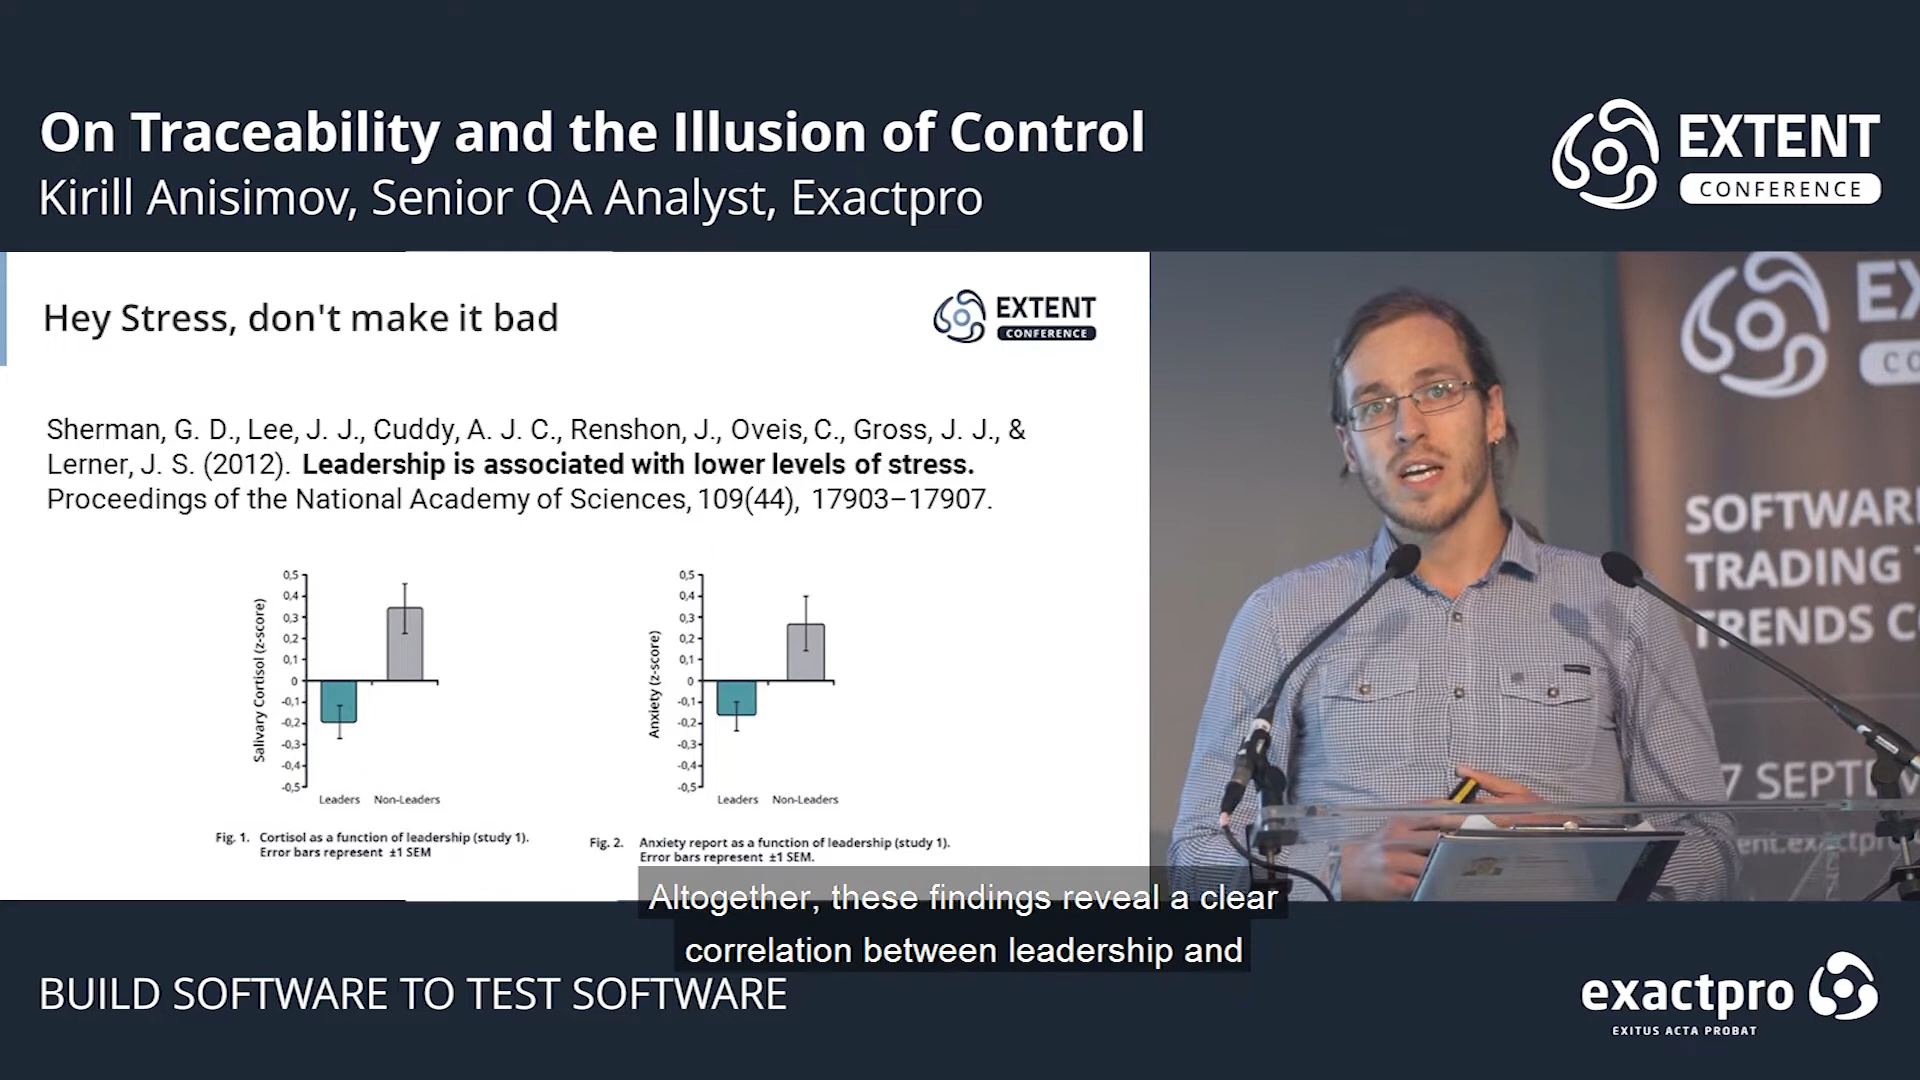 On Traceability and the Illusion of Control
Kirill Anisimov, Senior QA Analyst, Exactpro
EXTENT
CONFERENCE
Hey Stress, don't make it bad
EXTENT
CONFERENCE
Sherman, G. D., Lee, J. J., Cuddy, A. J. C., Renshon, J., Oveis, C., Gross, J. J., &
Lerner, J. S. (2012). Leadership is associated with lower levels of stress.
Proceedings of the National Academy of Sciences, 109(44), 17903–17907.
Salivary Cortisol (z-score)
0,5
0,4
0,3
0,2
0,1
0
-0,1
-0,2
-0,3
-0,4
-0,5
Leaders Non-Leaders
Fig. 1. Cortisol as a function of leadership (study 1).
Error bars represent ±1 SEM
Anxiety (z-score)
0,5
0,4
0,3
0,2
0,1
0
-0,1
-0,2
-0,3
-0,4
-0,5
Leaders Non-Leaders
Fig. 2. Anxiety report as a function of leadership (study 1).
Error bars represent ±1 SEM.
EX
CO
SOFTWAR
TRADING T
TRENDS C
7 SEPTEM
ent.exactpr
Altogether, these findings reveal a clear
correlation between leadership and
BUILD SOFTWARE TO TEST SOFTWARE
exactpro
EXITUS ACTA PROBAT